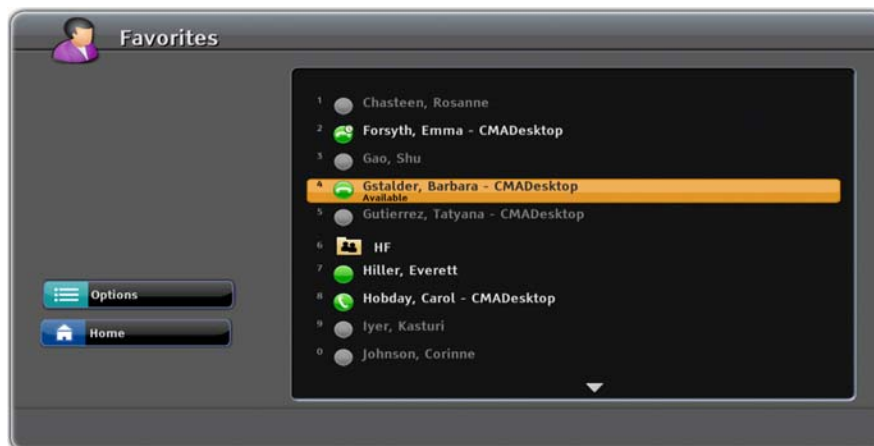 Favorites
1 Chasteen, Rosanne
2 Forsyth, Emma - CMADesktop
3 Gao, Shu
4 Gstalder, Barbara - CMADesktop
Available
5 Gutierrez, Tatyana - CMADesktop
6 HF
7 Hiller, Everett
8 Hobday, Carol - CMADesktop
9 Iyer, Kasturi
0 Johnson, Corinne
Options
Home